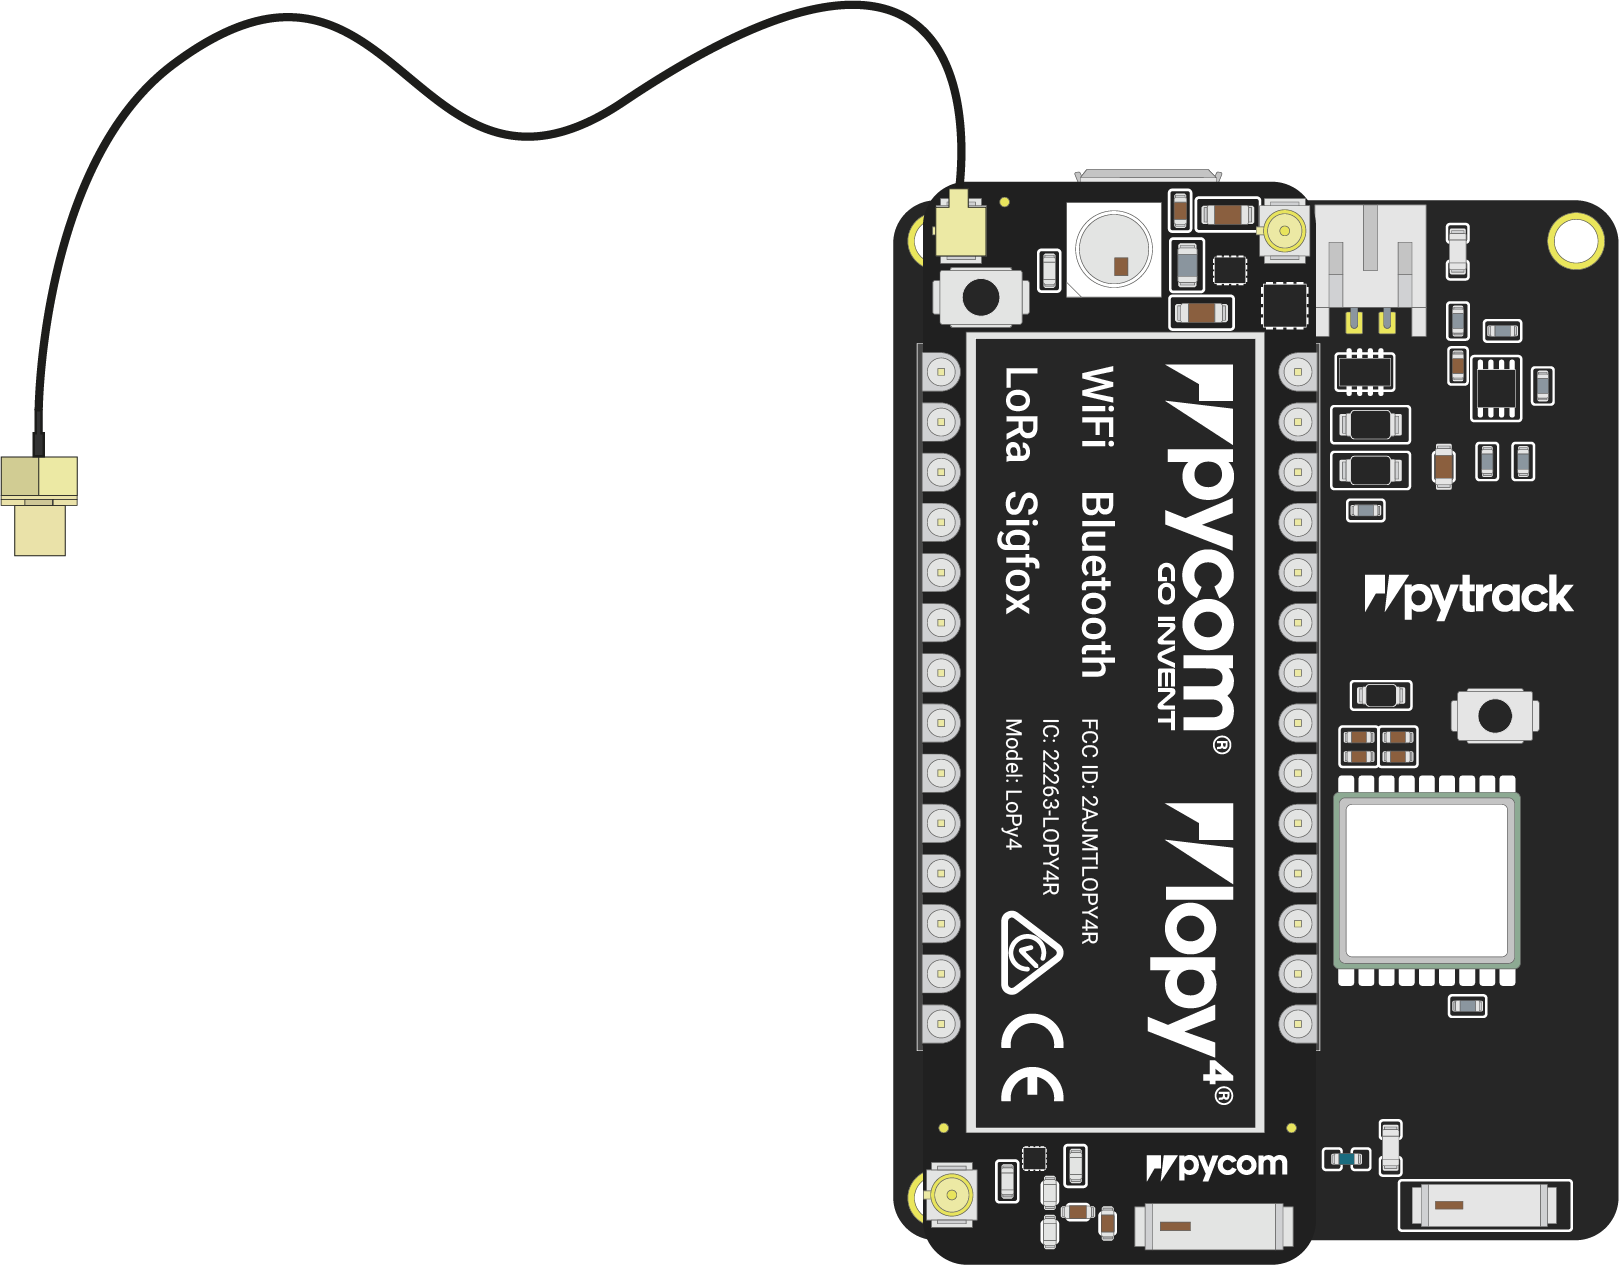 pycom®
GO INVENT
lopy4®
WiFi Bluetooth
LoRa Sigfox
FCC ID: 2AJMTLOPY4R
IC: 22263-LOPY4R
Model: LoPy4
CE
pytrack
pycom